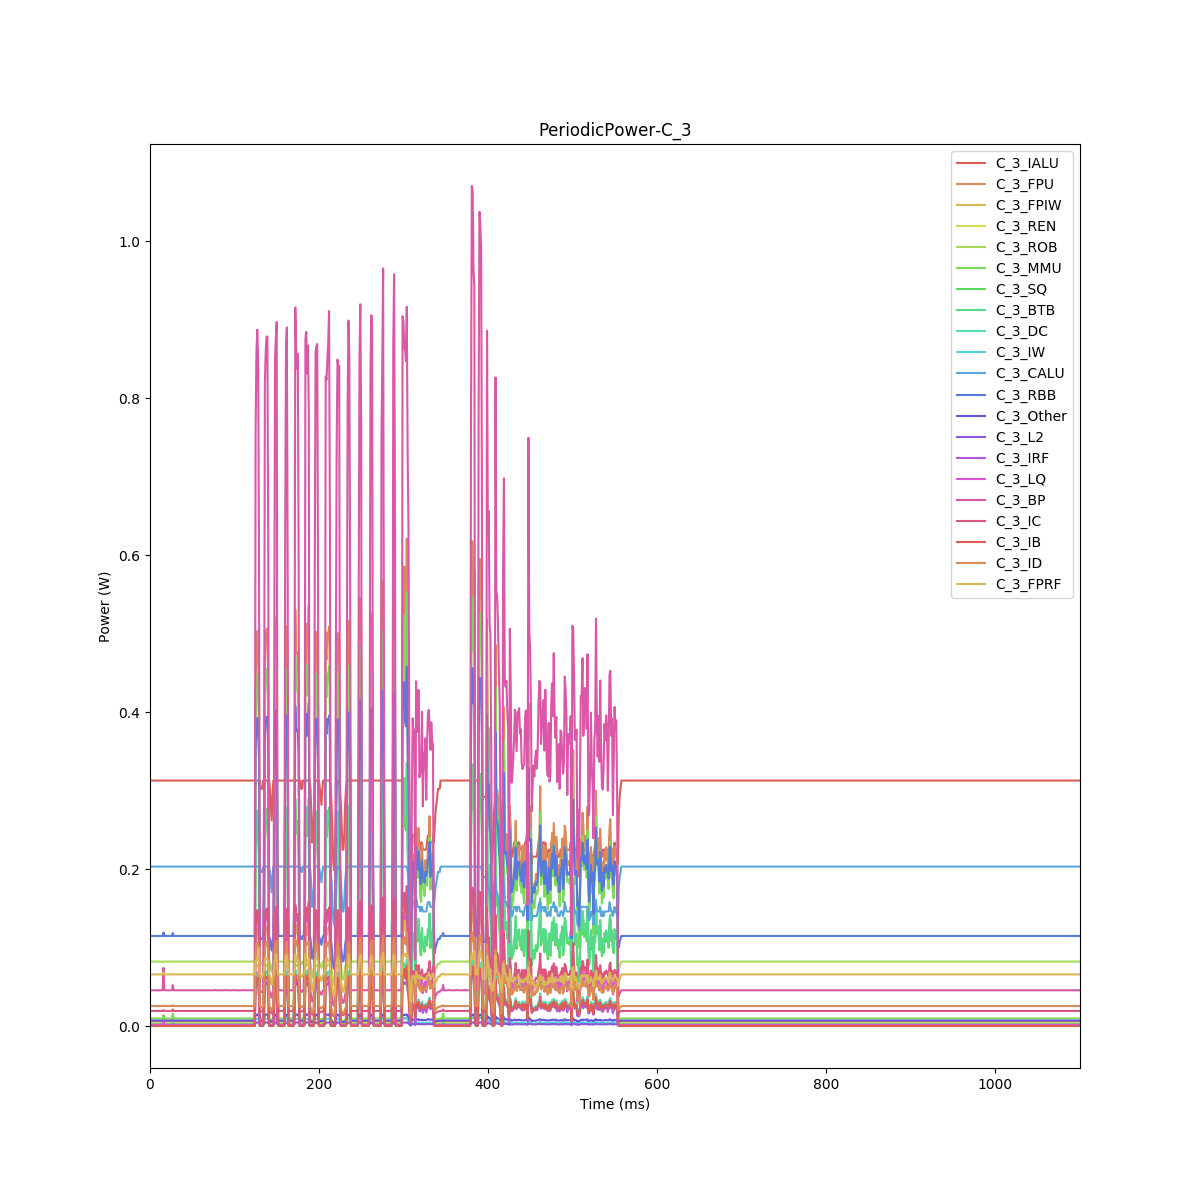 PeriodicPower-C_3
C_3_IALU
C_3_FPU
C_3_FPIW
C_3_REN
C_3_ROB
C_3_MMU
C_3_SQ
C_3_BTB
C_3_DC
C_3_IW
C_3_CALU
C_3_RBB
C_3_Other
C_3_L2
C_3_IRF
C_3_LQ
C_3_BP
C_3_IC
C_3_IB
C_3_ID
C_3_FPRF
1.0
0.8
0.6
0.4
0.2
0.0
Power (W)
0 200 400 600 800 1000
Time (ms)